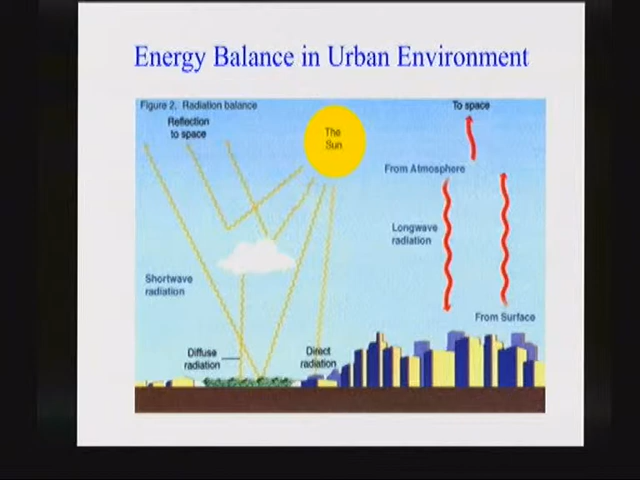 Energy Balance in Urban Environment
Figure 2. Radiation balance
Reflection
to space
The
Sun
To space
From Atmosphere
Longwave
radiation
Shortwave
radiation
From Surface
Diffuse
radiation
Direct
radiation